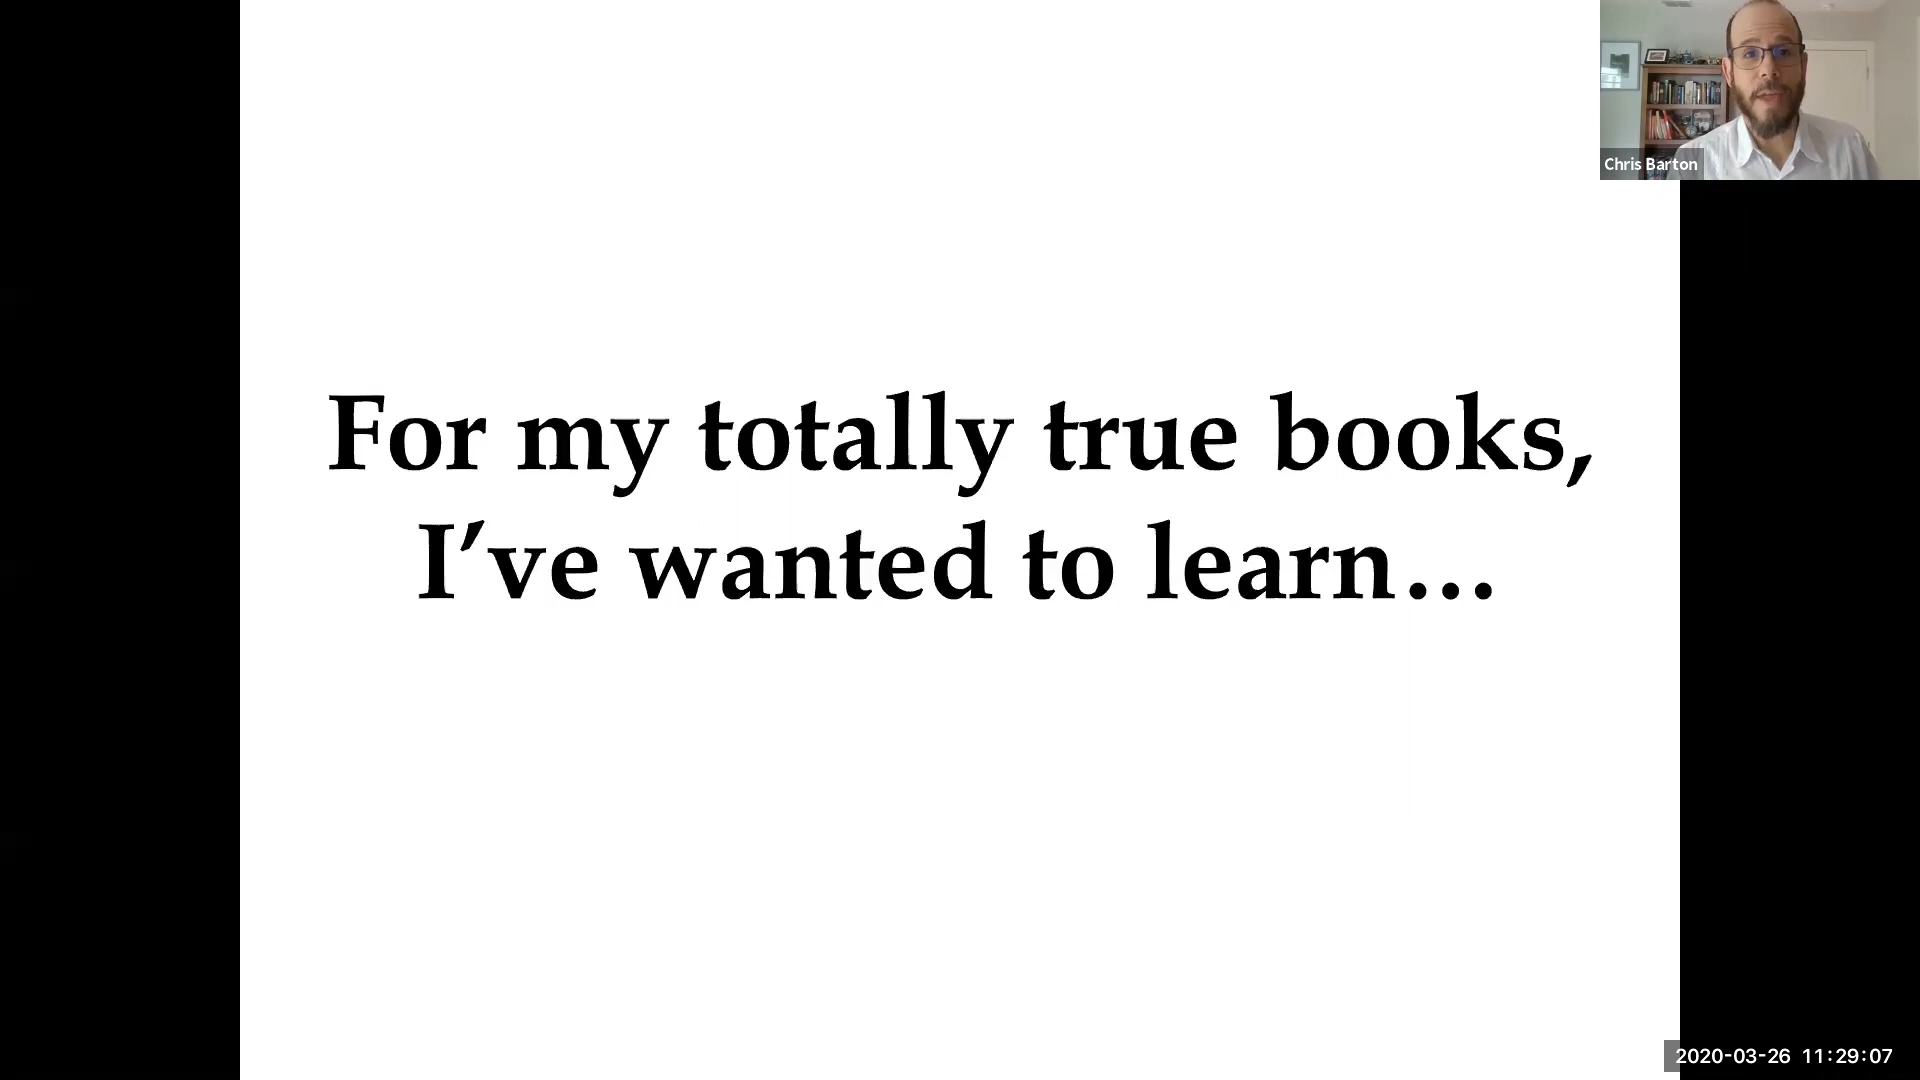 Chris Barton
For my totally true books,
I’ve wanted to learn…
2020-03-26 11:29:07